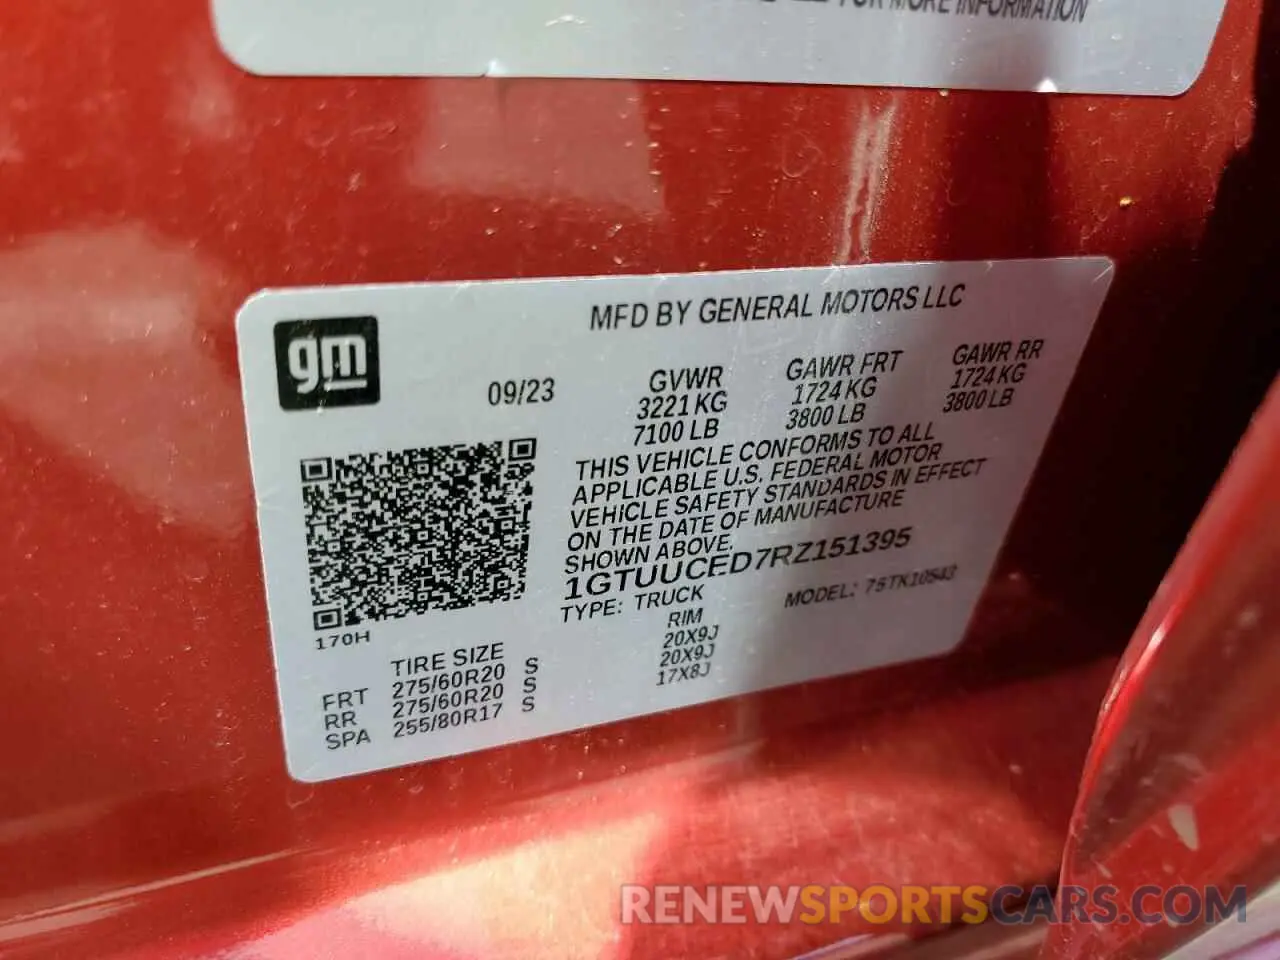 FOR MORE INFORMATION
gm
MFD BY GENERAL MOTORS LLC
09/23
GVWR GAWR FRT GAWR RR
3221 KG 1724 KG 1724 KG
7100 LB 3800 LB 3800 LB
THIS VEHICLE CONFORMS TO ALL
APPLICABLE U.S. FEDERAL MOTOR
VEHICLE SAFETY STANDARDS IN EFFECT
ON THE DATE OF MANUFACTURE
SHOWN ABOVE.
1GTUUCED7RZ151395
TYPE: TRUCK MODEL: 75TK10543
170H
TIRE SIZE RIM
FRT 275/60R20 S 20X9J
RR 275/60R20 S 20X9J
SPA 255/80R17 S 17X8J
RENEWSPORTSCARS.COM